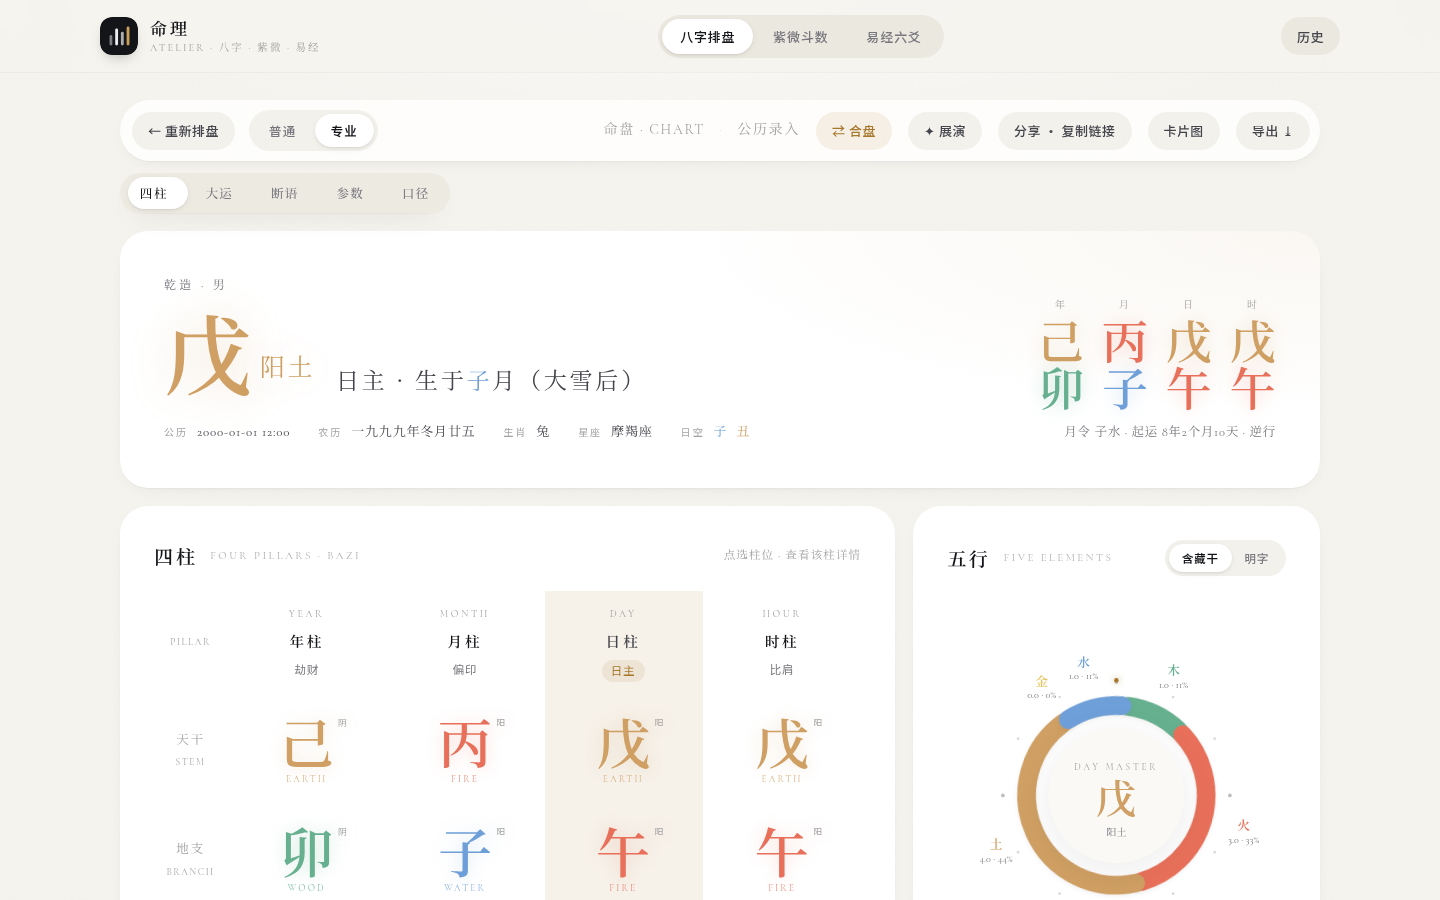 命理
ATELIER · 八字 · 紫微 · 易经
八字排盘 紫微斗数 易经六爻
历史
← 重新排盘 普通 专业
命盘 · CHART · 公历录入
⇄ 合盘 ✦ 展演 分享 · 复制链接 卡片图 导出 ⤓
四柱 大运 断语 参数 口径
乾造 · 男
戊 阳土 日主 · 生于子月（大雪后）
公历 2000-01-01 12:00 农历 一九九九年冬月廿五 生肖 兔 星座 摩羯座 日空 子 丑
年 月 日 时
己 丙 戊 戊
卯 子 午 午
月令 子水 · 起运 8年2个月10天 · 逆行
四柱 FOUR PILLARS · BAZI 点选柱位 · 查看该柱详情
YEAR MONTH DAY HOUR
PILLAR 年柱 月柱 日柱 时柱
劫财 偏印 日主 比肩
天干 己 阴 丙 阳 戊 阳 戊 阳
STEM EARTH FIRE EARTH EARTH
地支 卯 阴 子 阳 午 阳 午 阳
BRANCH WOOD WATER FIRE FIRE
五行 FIVE ELEMENTS 含藏干 明字
水
1.0 · 11%
木
1.0 · 11%
金
0.0 · 0%
DAY MASTER
戊
阳土
火
3.0 · 33%
土
4.0 · 44%